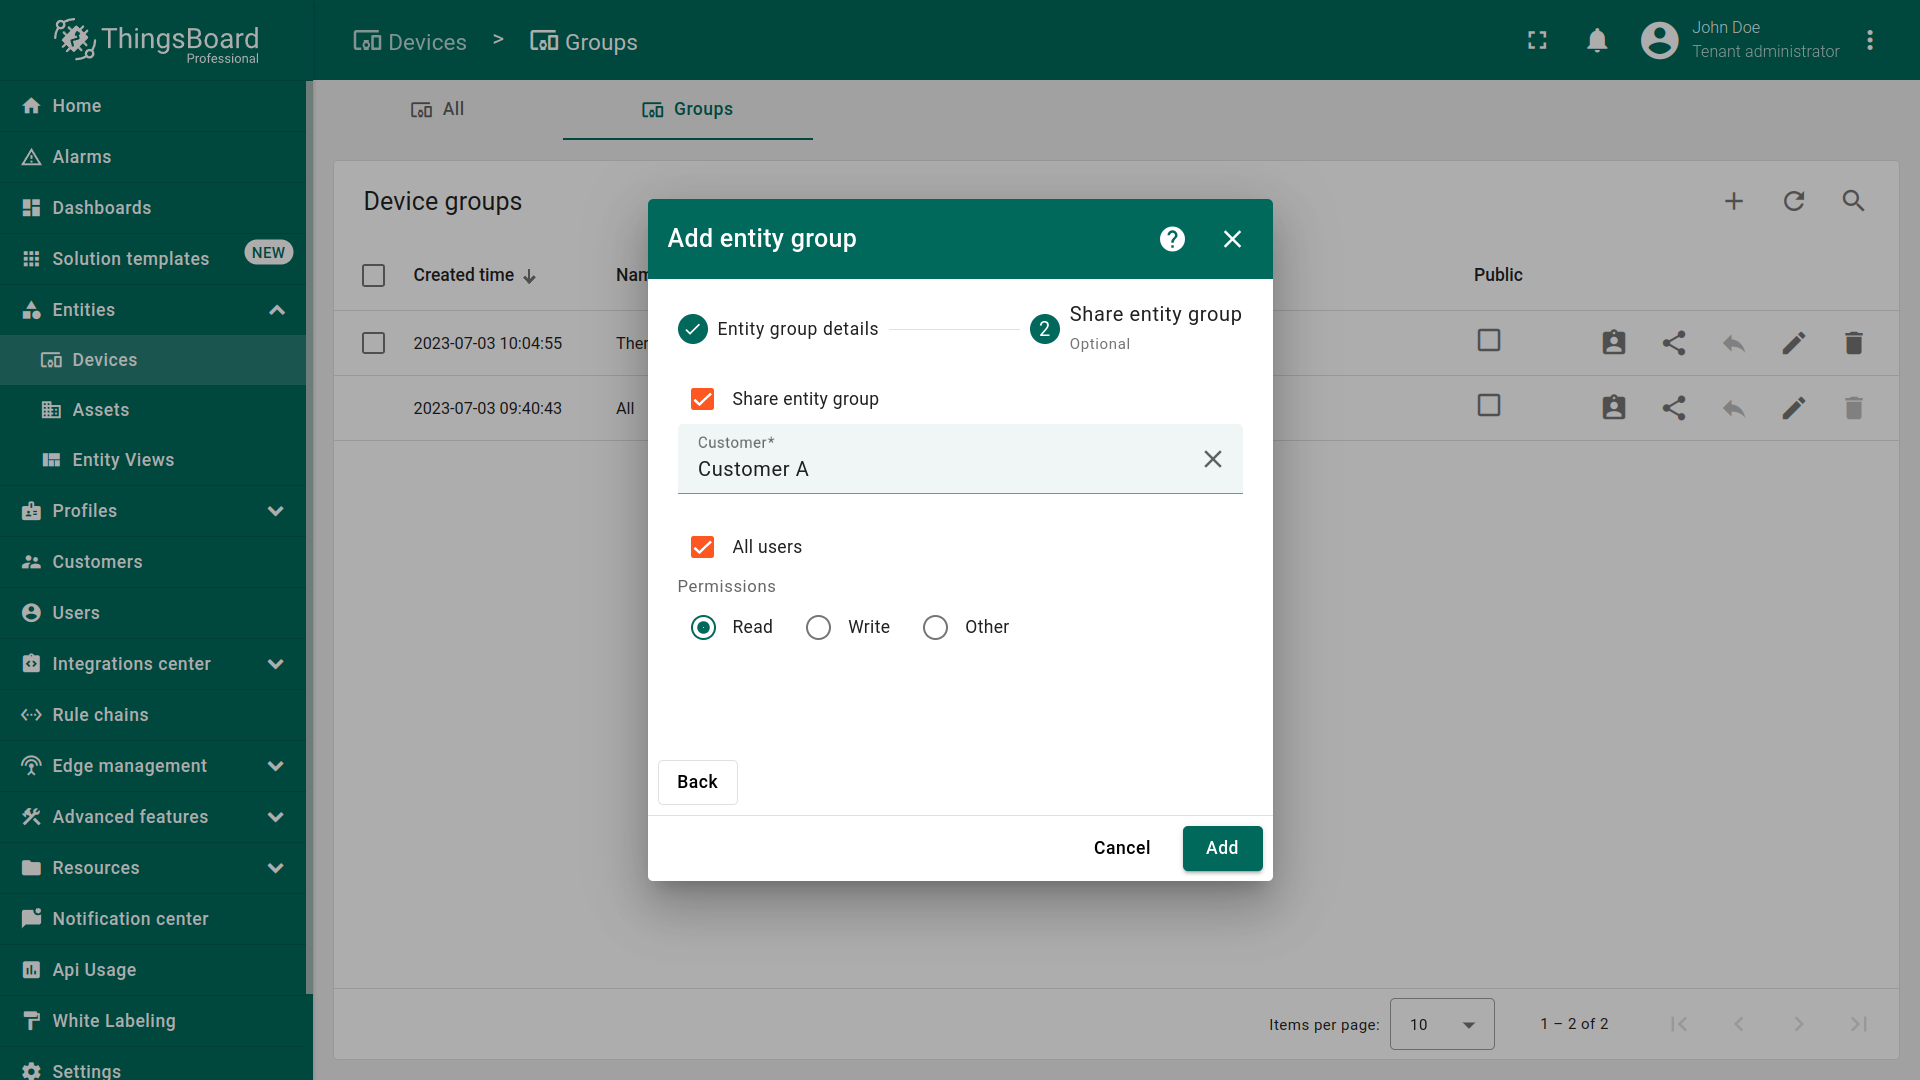 ThingsBoard
Professional
Devices > Groups
John Doe
Tenant administrator
Home
Alarms
Dashboards
Solution templates NEW
Entities
Devices
Assets
Entity Views
Profiles
Customers
Users
Integrations center
Rule chains
Edge management
Advanced features
Resources
Notification center
Api Usage
White Labeling
Settings
All Groups
Device groups
Created time Nam Public
2023-07-03 10:04:55 Ther
2023-07-03 09:40:43 All
Add entity group ?
Entity group details
2 Share entity group
Optional
Share entity group
Customer*
Customer A
All users
Permissions
Read Write Other
Back
Cancel Add
Items per page: 10 1 – 2 of 2